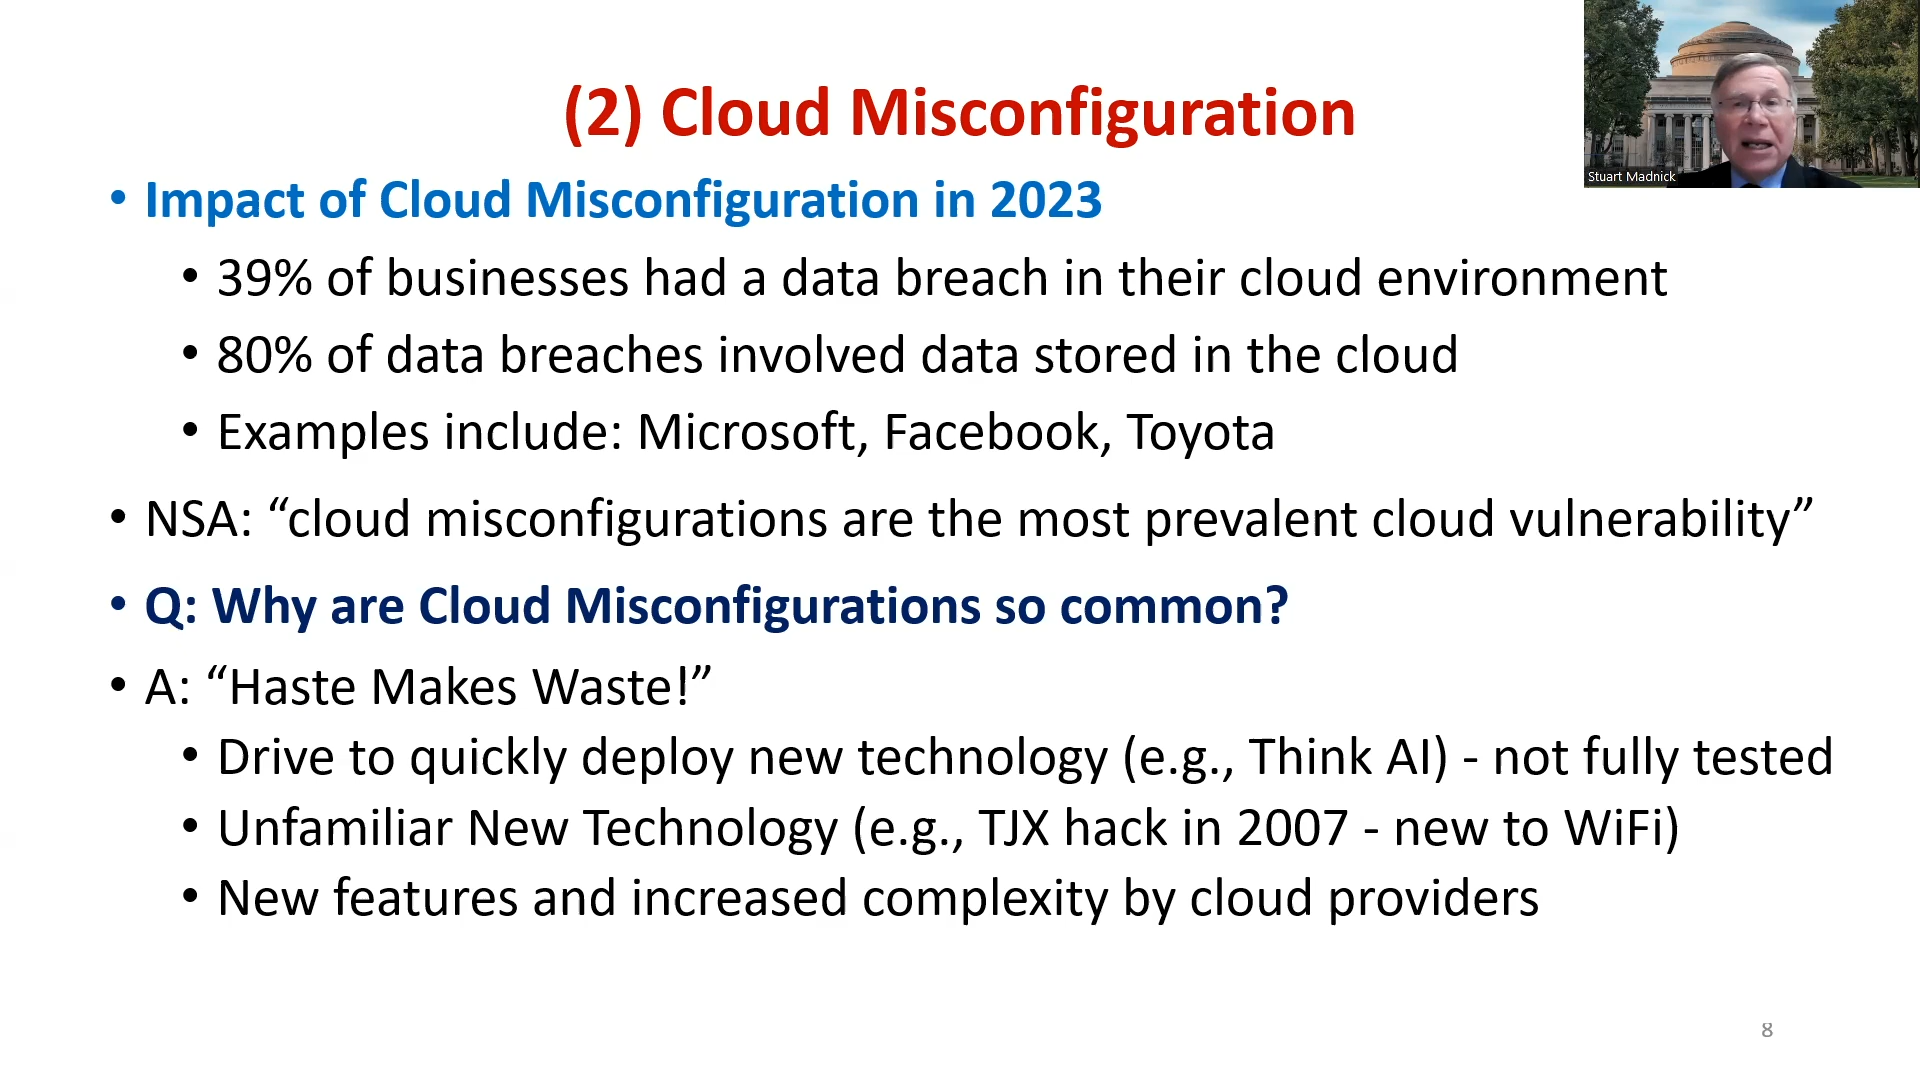 (2) Cloud Misconfiguration
Stuart Madnick
• Impact of Cloud Misconfiguration in 2023
• 39% of businesses had a data breach in their cloud environment
• 80% of data breaches involved data stored in the cloud
• Examples include: Microsoft, Facebook, Toyota
• NSA: “cloud misconfigurations are the most prevalent cloud vulnerability”
• Q: Why are Cloud Misconfigurations so common?
• A: “Haste Makes Waste!”
• Drive to quickly deploy new technology (e.g., Think AI) - not fully tested
• Unfamiliar New Technology (e.g., TJX hack in 2007 - new to WiFi)
• New features and increased complexity by cloud providers
8